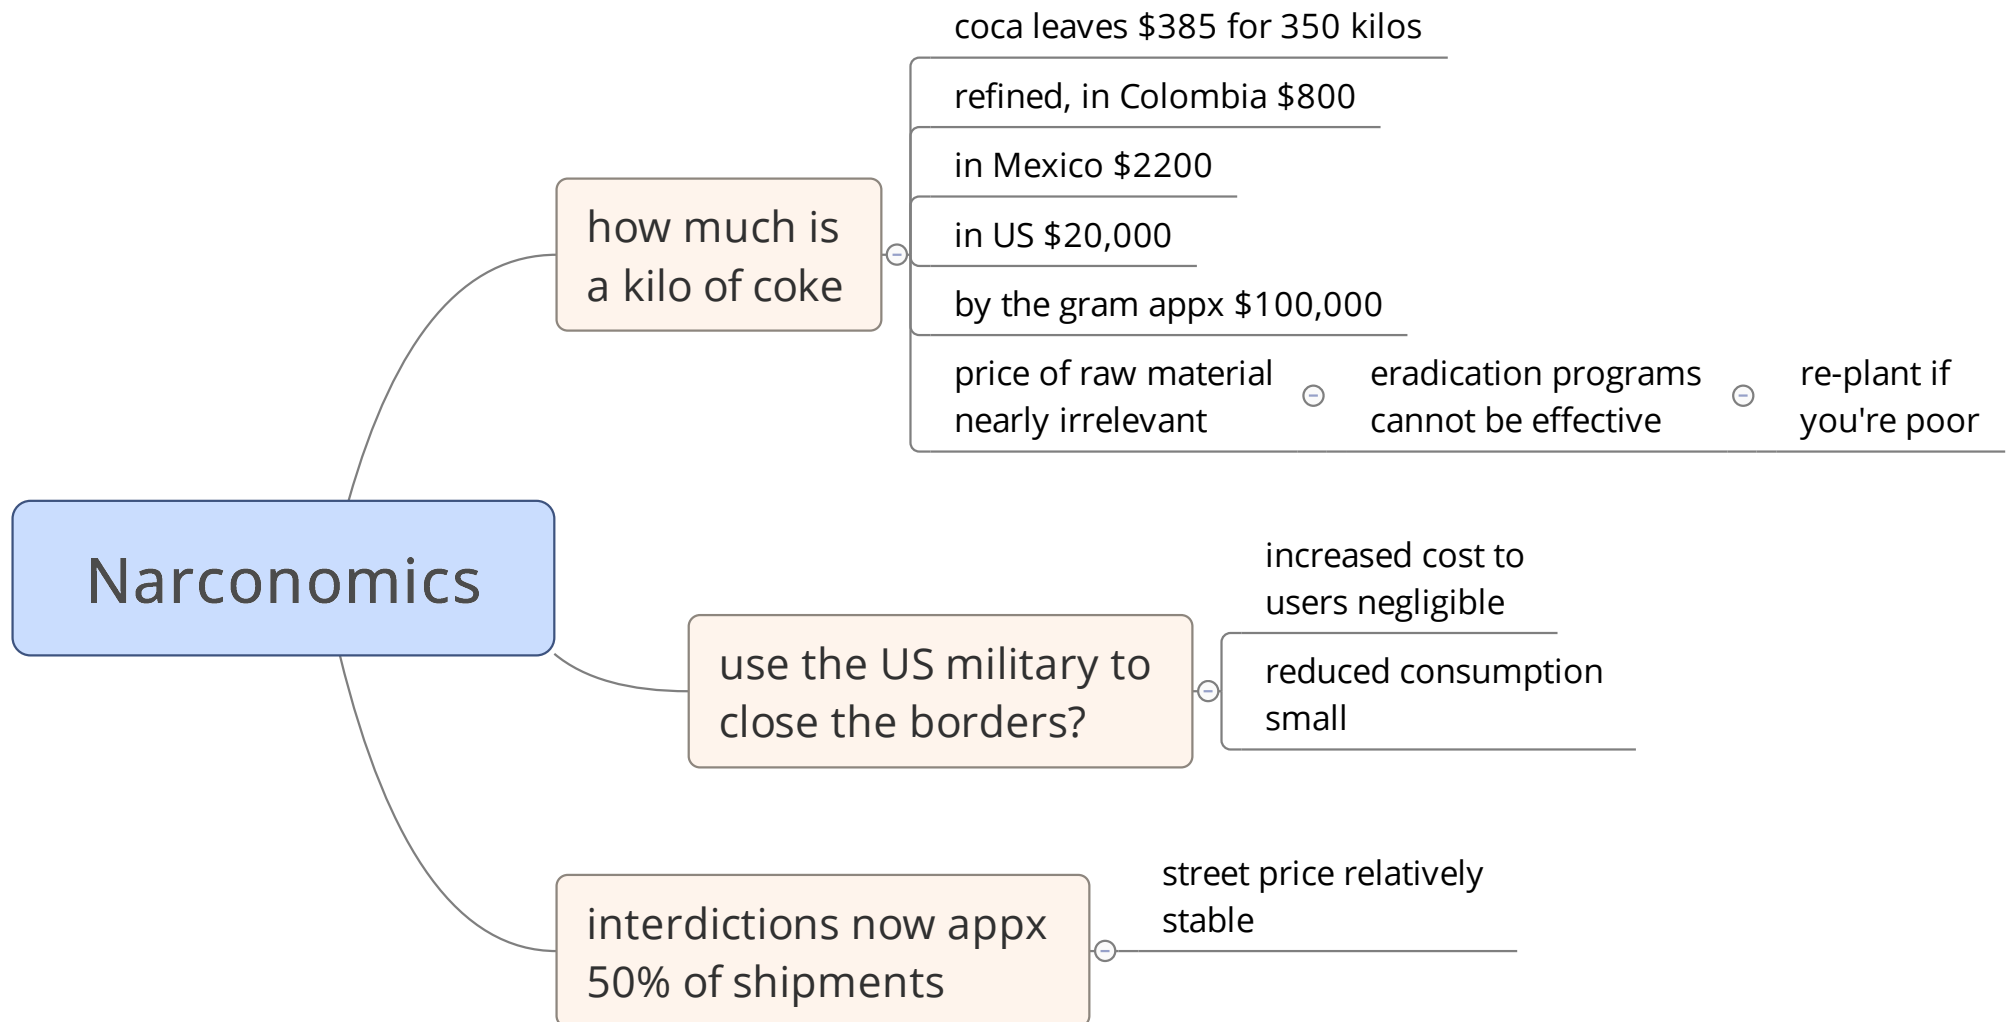 coca leaves $385 for 350 kilos
refined, in Colombia $800
in Mexico $2200
how much is
a kilo of coke
in US $20,000
by the gram appx $100,000
price of raw material
nearly irrelevant
eradication programs
cannot be effective
re-plant if
you're poor
Narconomics
increased cost to
users negligible
use the US military to
close the borders?
reduced consumption
small
street price relatively
stable
interdictions now appx
50% of shipments